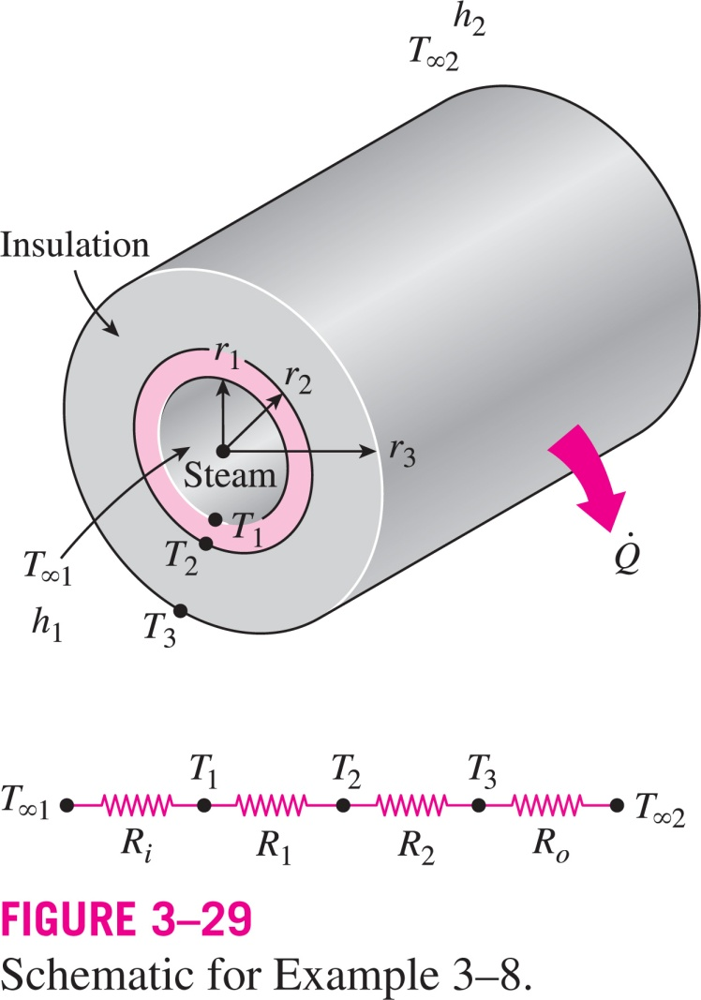 h2
T∞2
Insulation
r1
r2
r3
Steam
T1
T2
T∞1
h1
T3
Q̇
T1 T2 T3
T∞1 T∞2
Ri R1 R2 Ro
FIGURE 3–29
Schematic for Example 3–8.